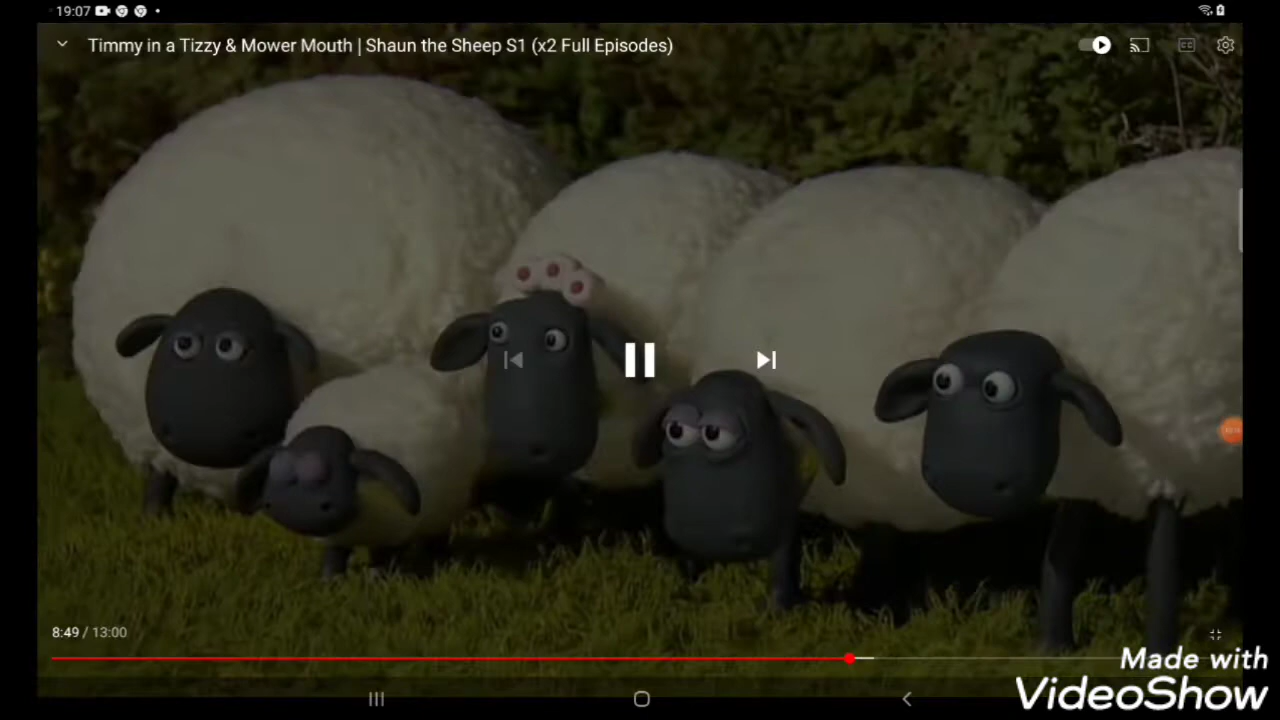 19:07
Timmy in a Tizzy & Mower Mouth | Shaun the Sheep S1 (x2 Full Episodes)
CC
8:49 / 13:00
Made with
VideoShow